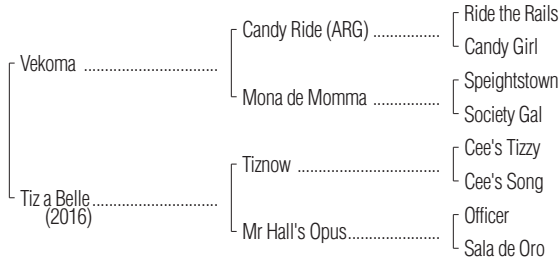 Ride the Rails
Candy Ride (ARG) ................
Candy Girl
Vekoma ................................
Speightstown
Mona de Momma ...................
Society Gal
Cee's Tizzy
Tiznow ..................................
Cee's Song
Tiz a Belle ..............................
(2016)
Officer
Mr Hall's Opus......................
Sala de Oro